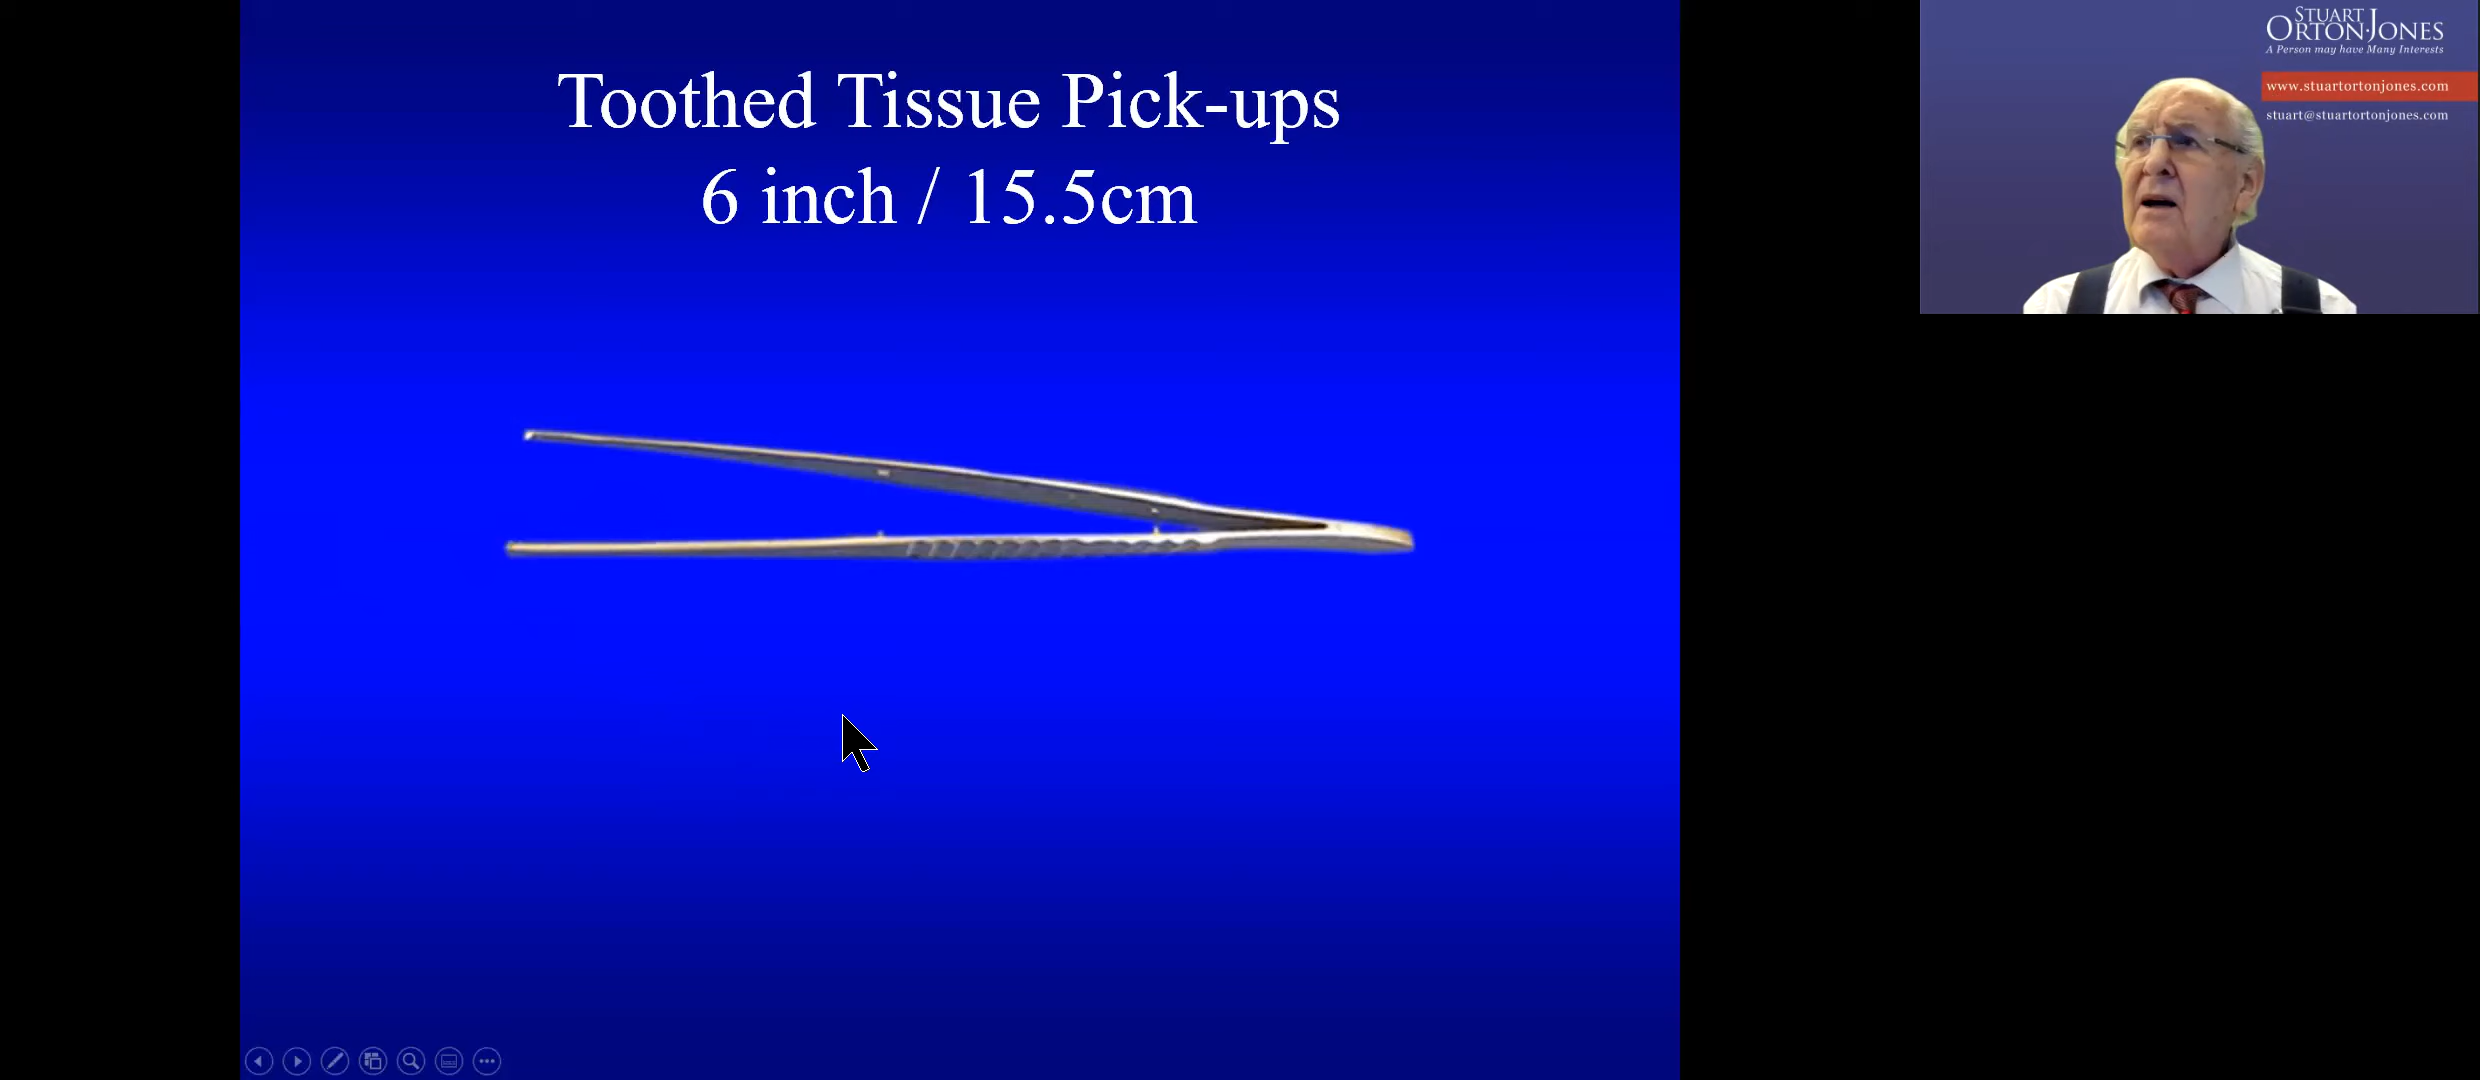 Toothed Tissue Pick-ups
6 inch / 15.5cm
STUART
ORTON-JONES
A Person may have Many Interests
www.stuartortonjones.com
stuart@stuartortonjones.com